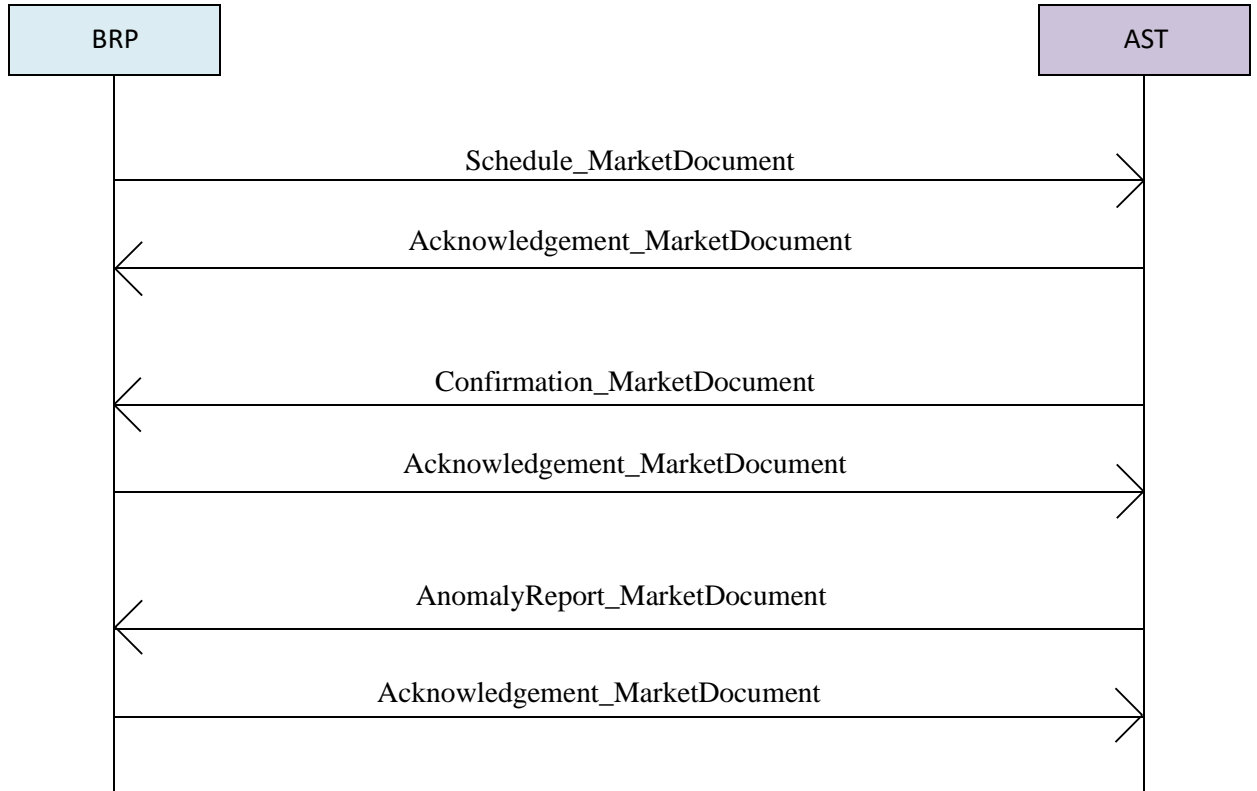 BRP
AST
Schedule_MarketDocument
Acknowledgement_MarketDocument
Confirmation_MarketDocument
Acknowledgement_MarketDocument
AnomalyReport_MarketDocument
Acknowledgement_MarketDocument